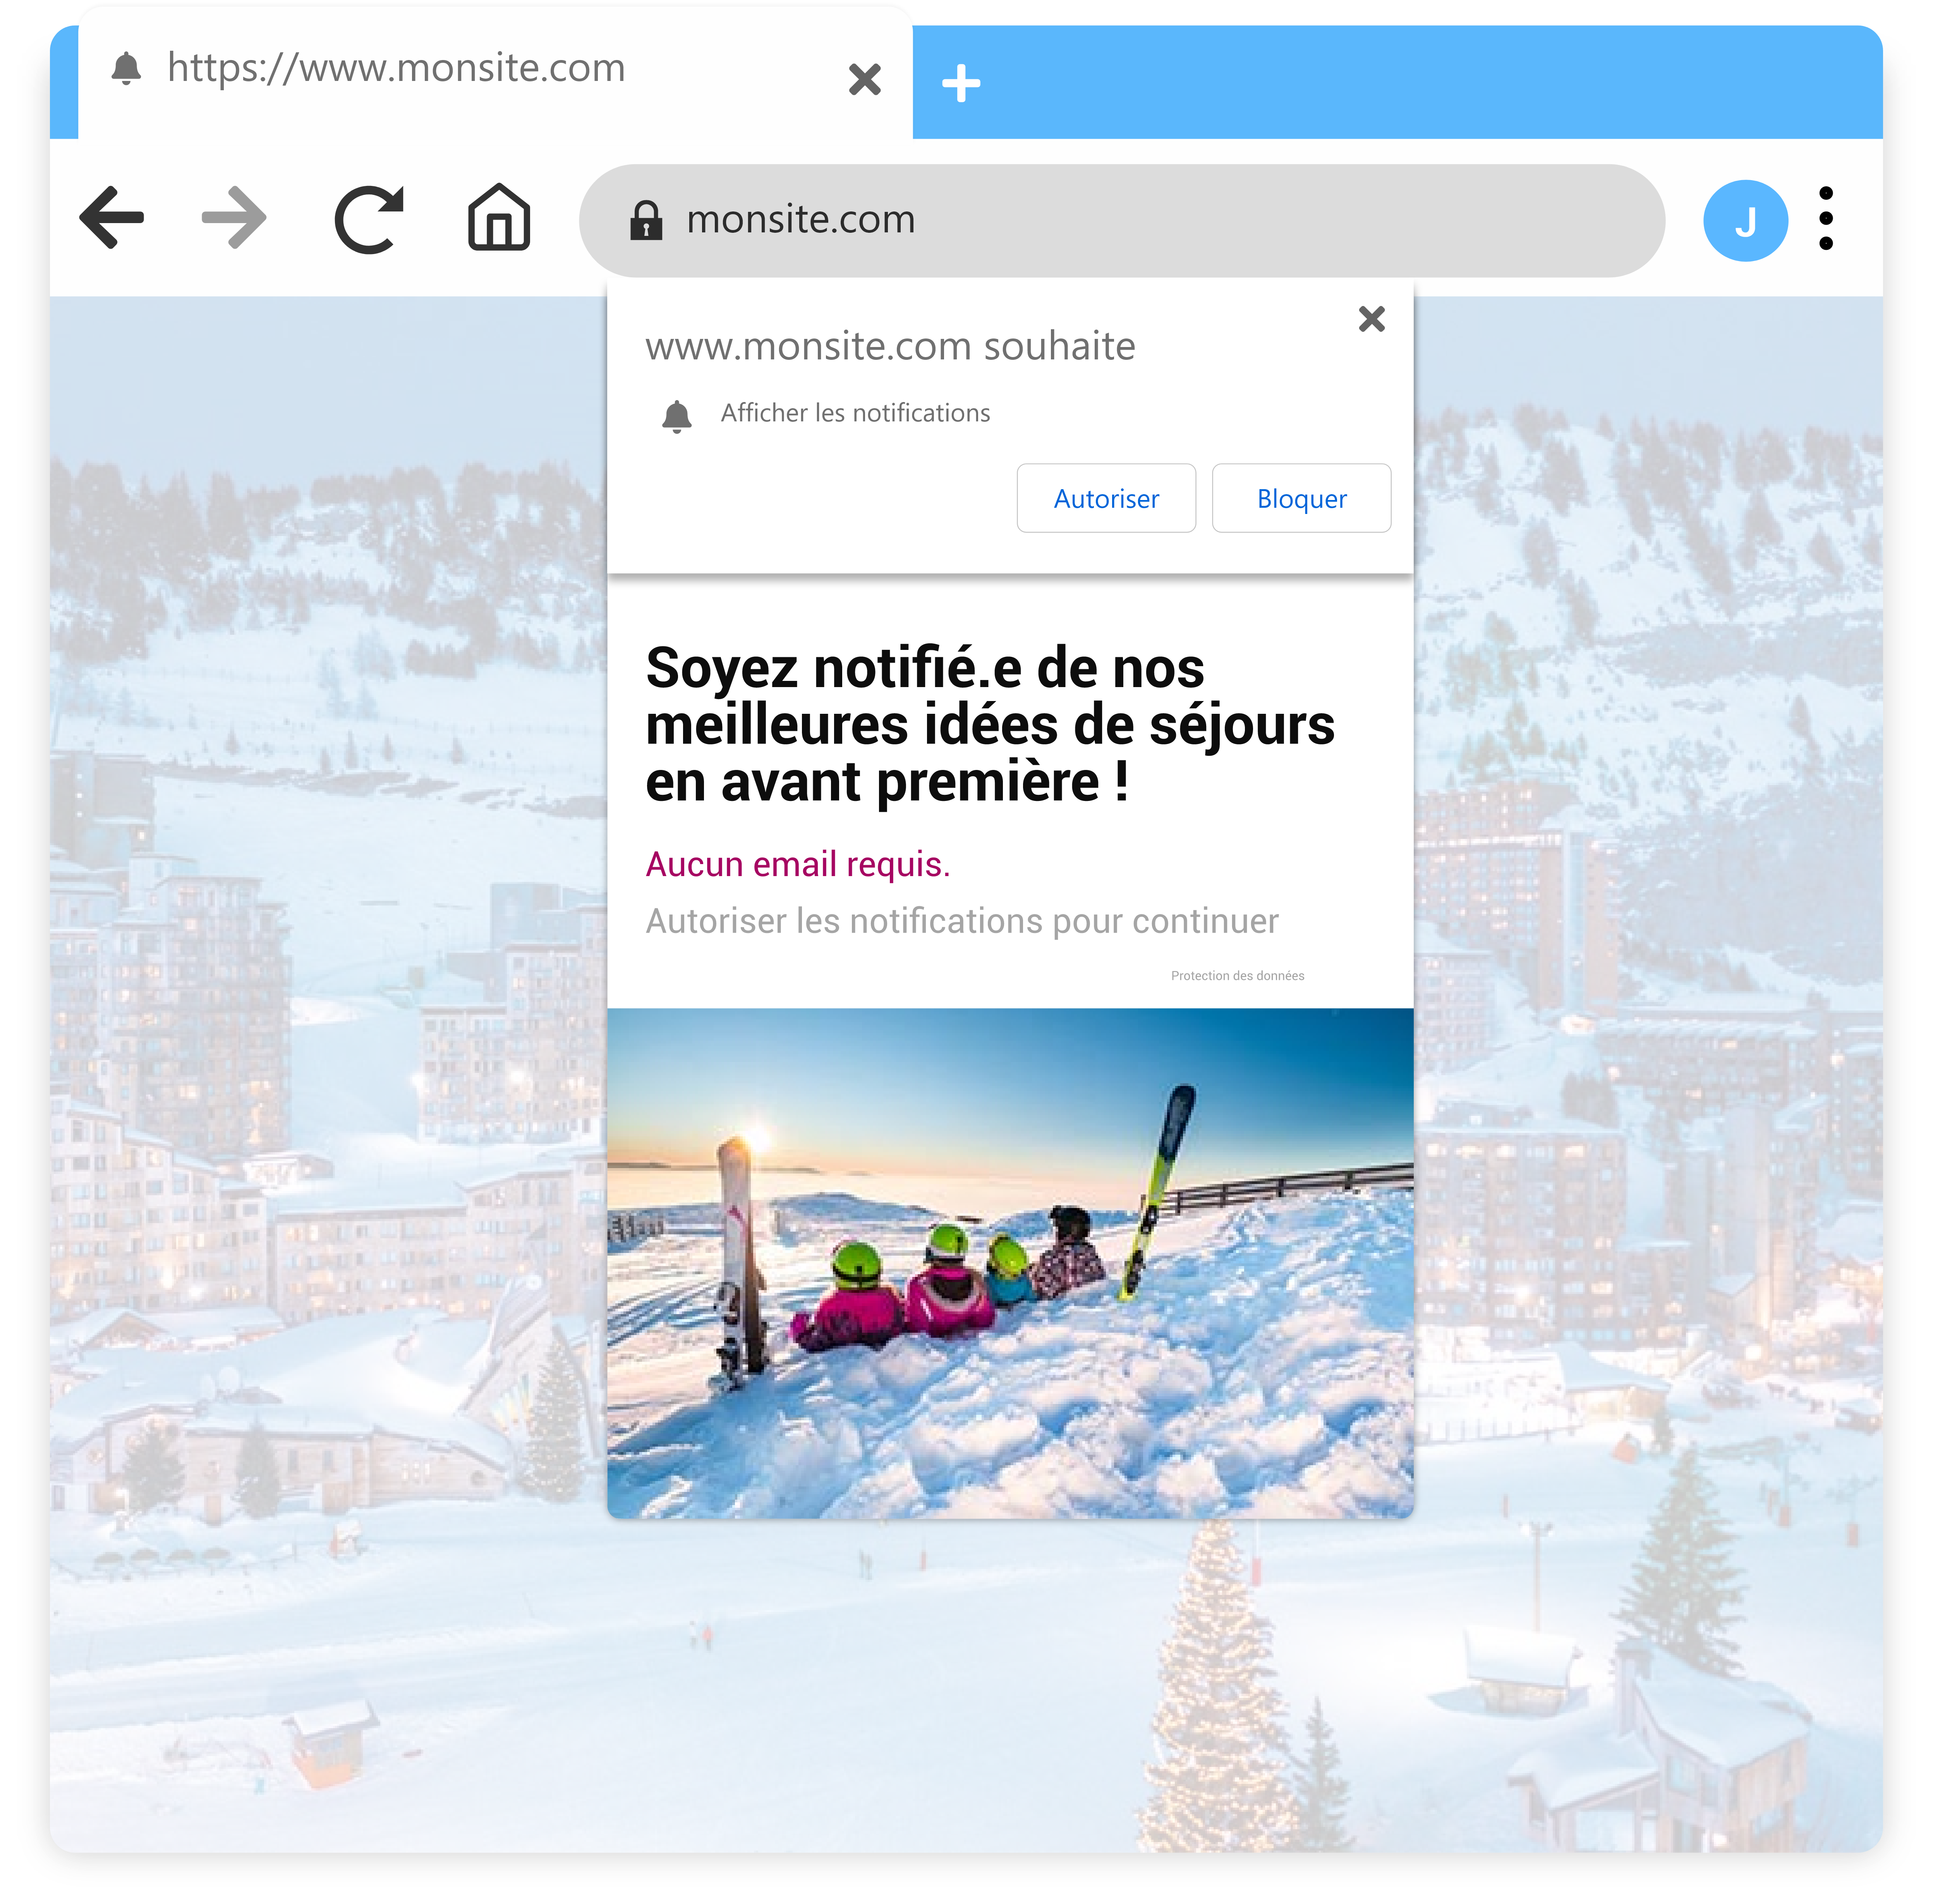 https://www.monsite.com
monsite.com
J
www.monsite.com souhaite
Afficher les notifications
Autoriser
Bloquer
Soyez notifié.e de nos
meilleures idées de séjours
en avant première !
Aucun email requis.
Autoriser les notifications pour continuer
Protection des données